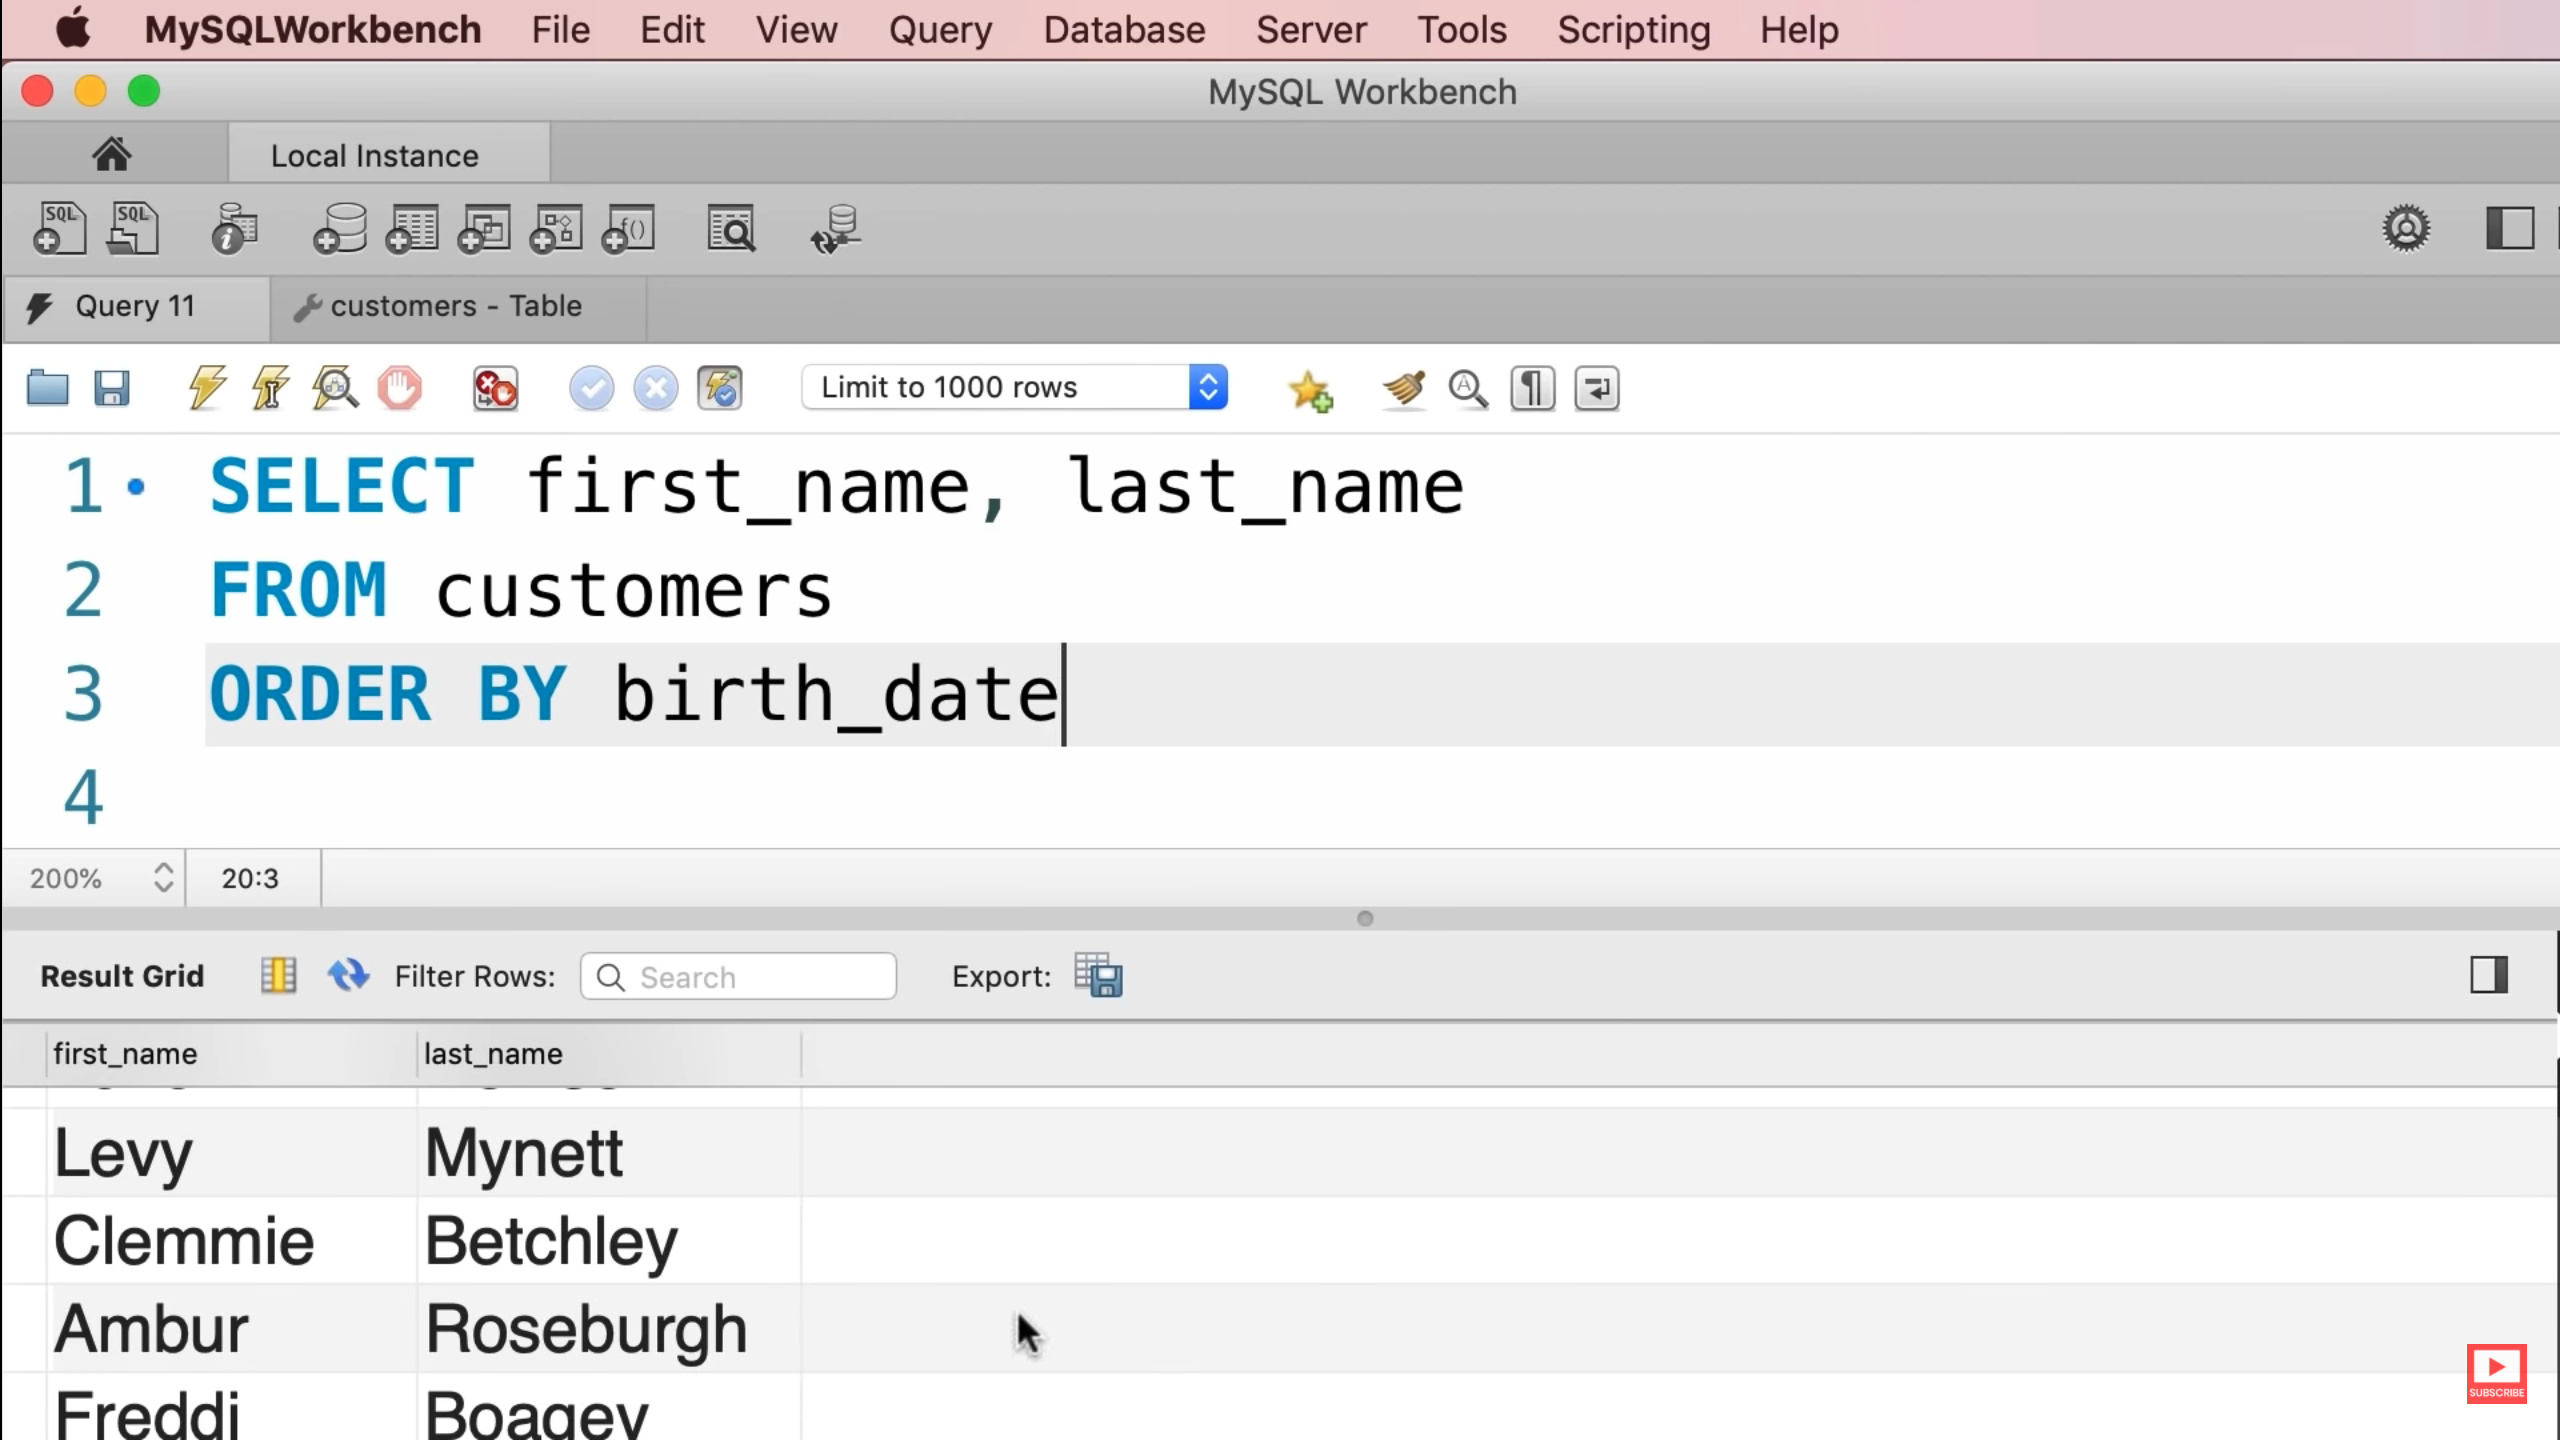 MySQLWorkbench File Edit View Query Database Server Tools Scripting Help
MySQL Workbench
Local Instance
SQL SQL
Query 11 customers - Table
Limit to 1000 rows
1 SELECT first_name, last_name
2 FROM customers
3 ORDER BY birth_date
4
200% 20:3
Result Grid Filter Rows: Search Export:
first_name last_name
Levy Mynett
Clemmie Betchley
Ambur Roseburgh
Freddi Boagey
SUBSCRIBE